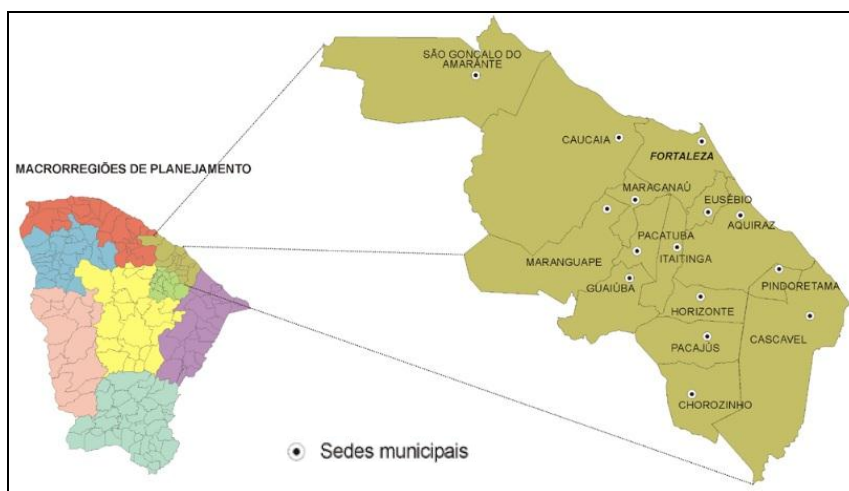 SÃO GONÇALO DO
AMARANTE
CAUCAIA
FORTALEZA
MACRORREGIÕES DE PLANEJAMENTO
MARACANAÚ
EUSÉBIO
AQUIRAZ
PACATUBA
ITAITINGA
MARANGUAPE
GUAIÚBA
PINDORETAMA
HORIZONTE
CASCAVEL
PACAJÚS
CHOROZINHO
Sedes municipais